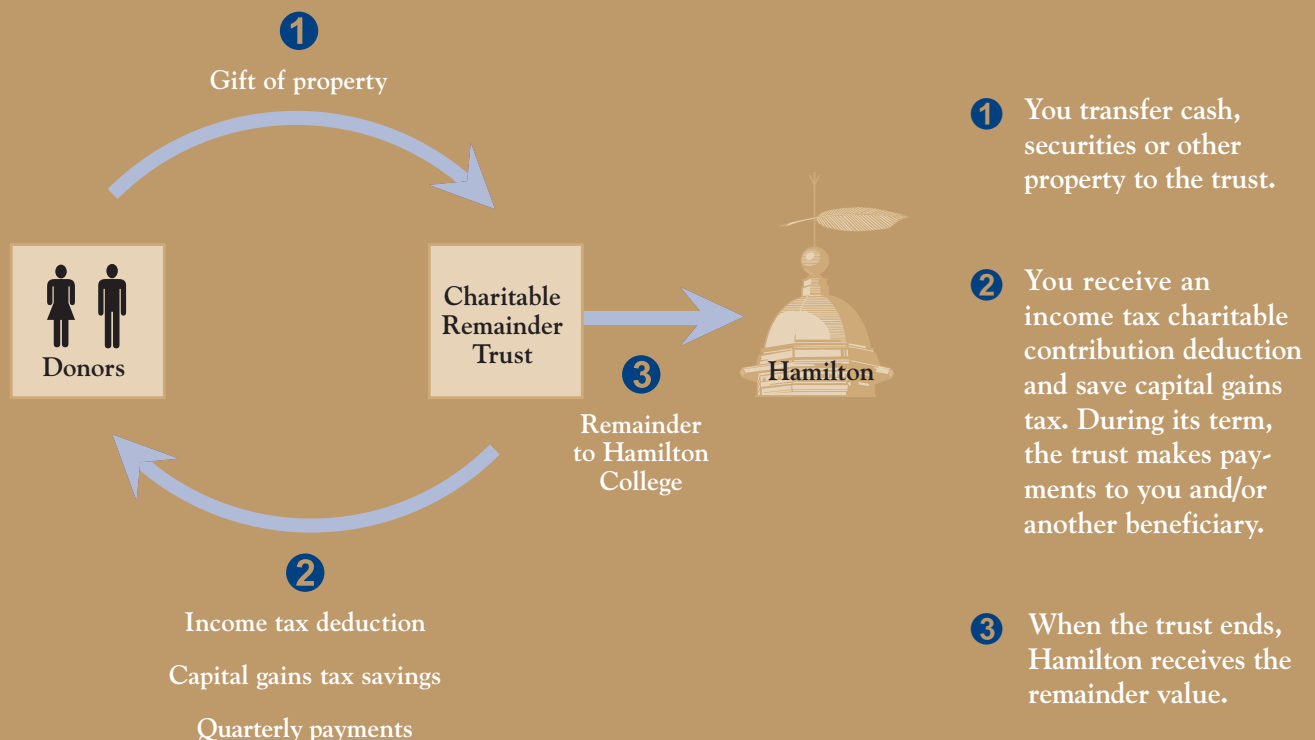 1
Gift of property
Donors
Charitable
Remainder
Trust
3
Remainder
to Hamilton
College
Hamilton
2
Income tax deduction
Capital gains tax savings
Quarterly payments
1 You transfer cash,
securities or other
property to the trust.
2 You receive an
income tax charitable
contribution deduction
and save capital gains
tax. During its term,
the trust makes pay-
ments to you and/or
another beneficiary.
3 When the trust ends,
Hamilton receives the
remainder value.